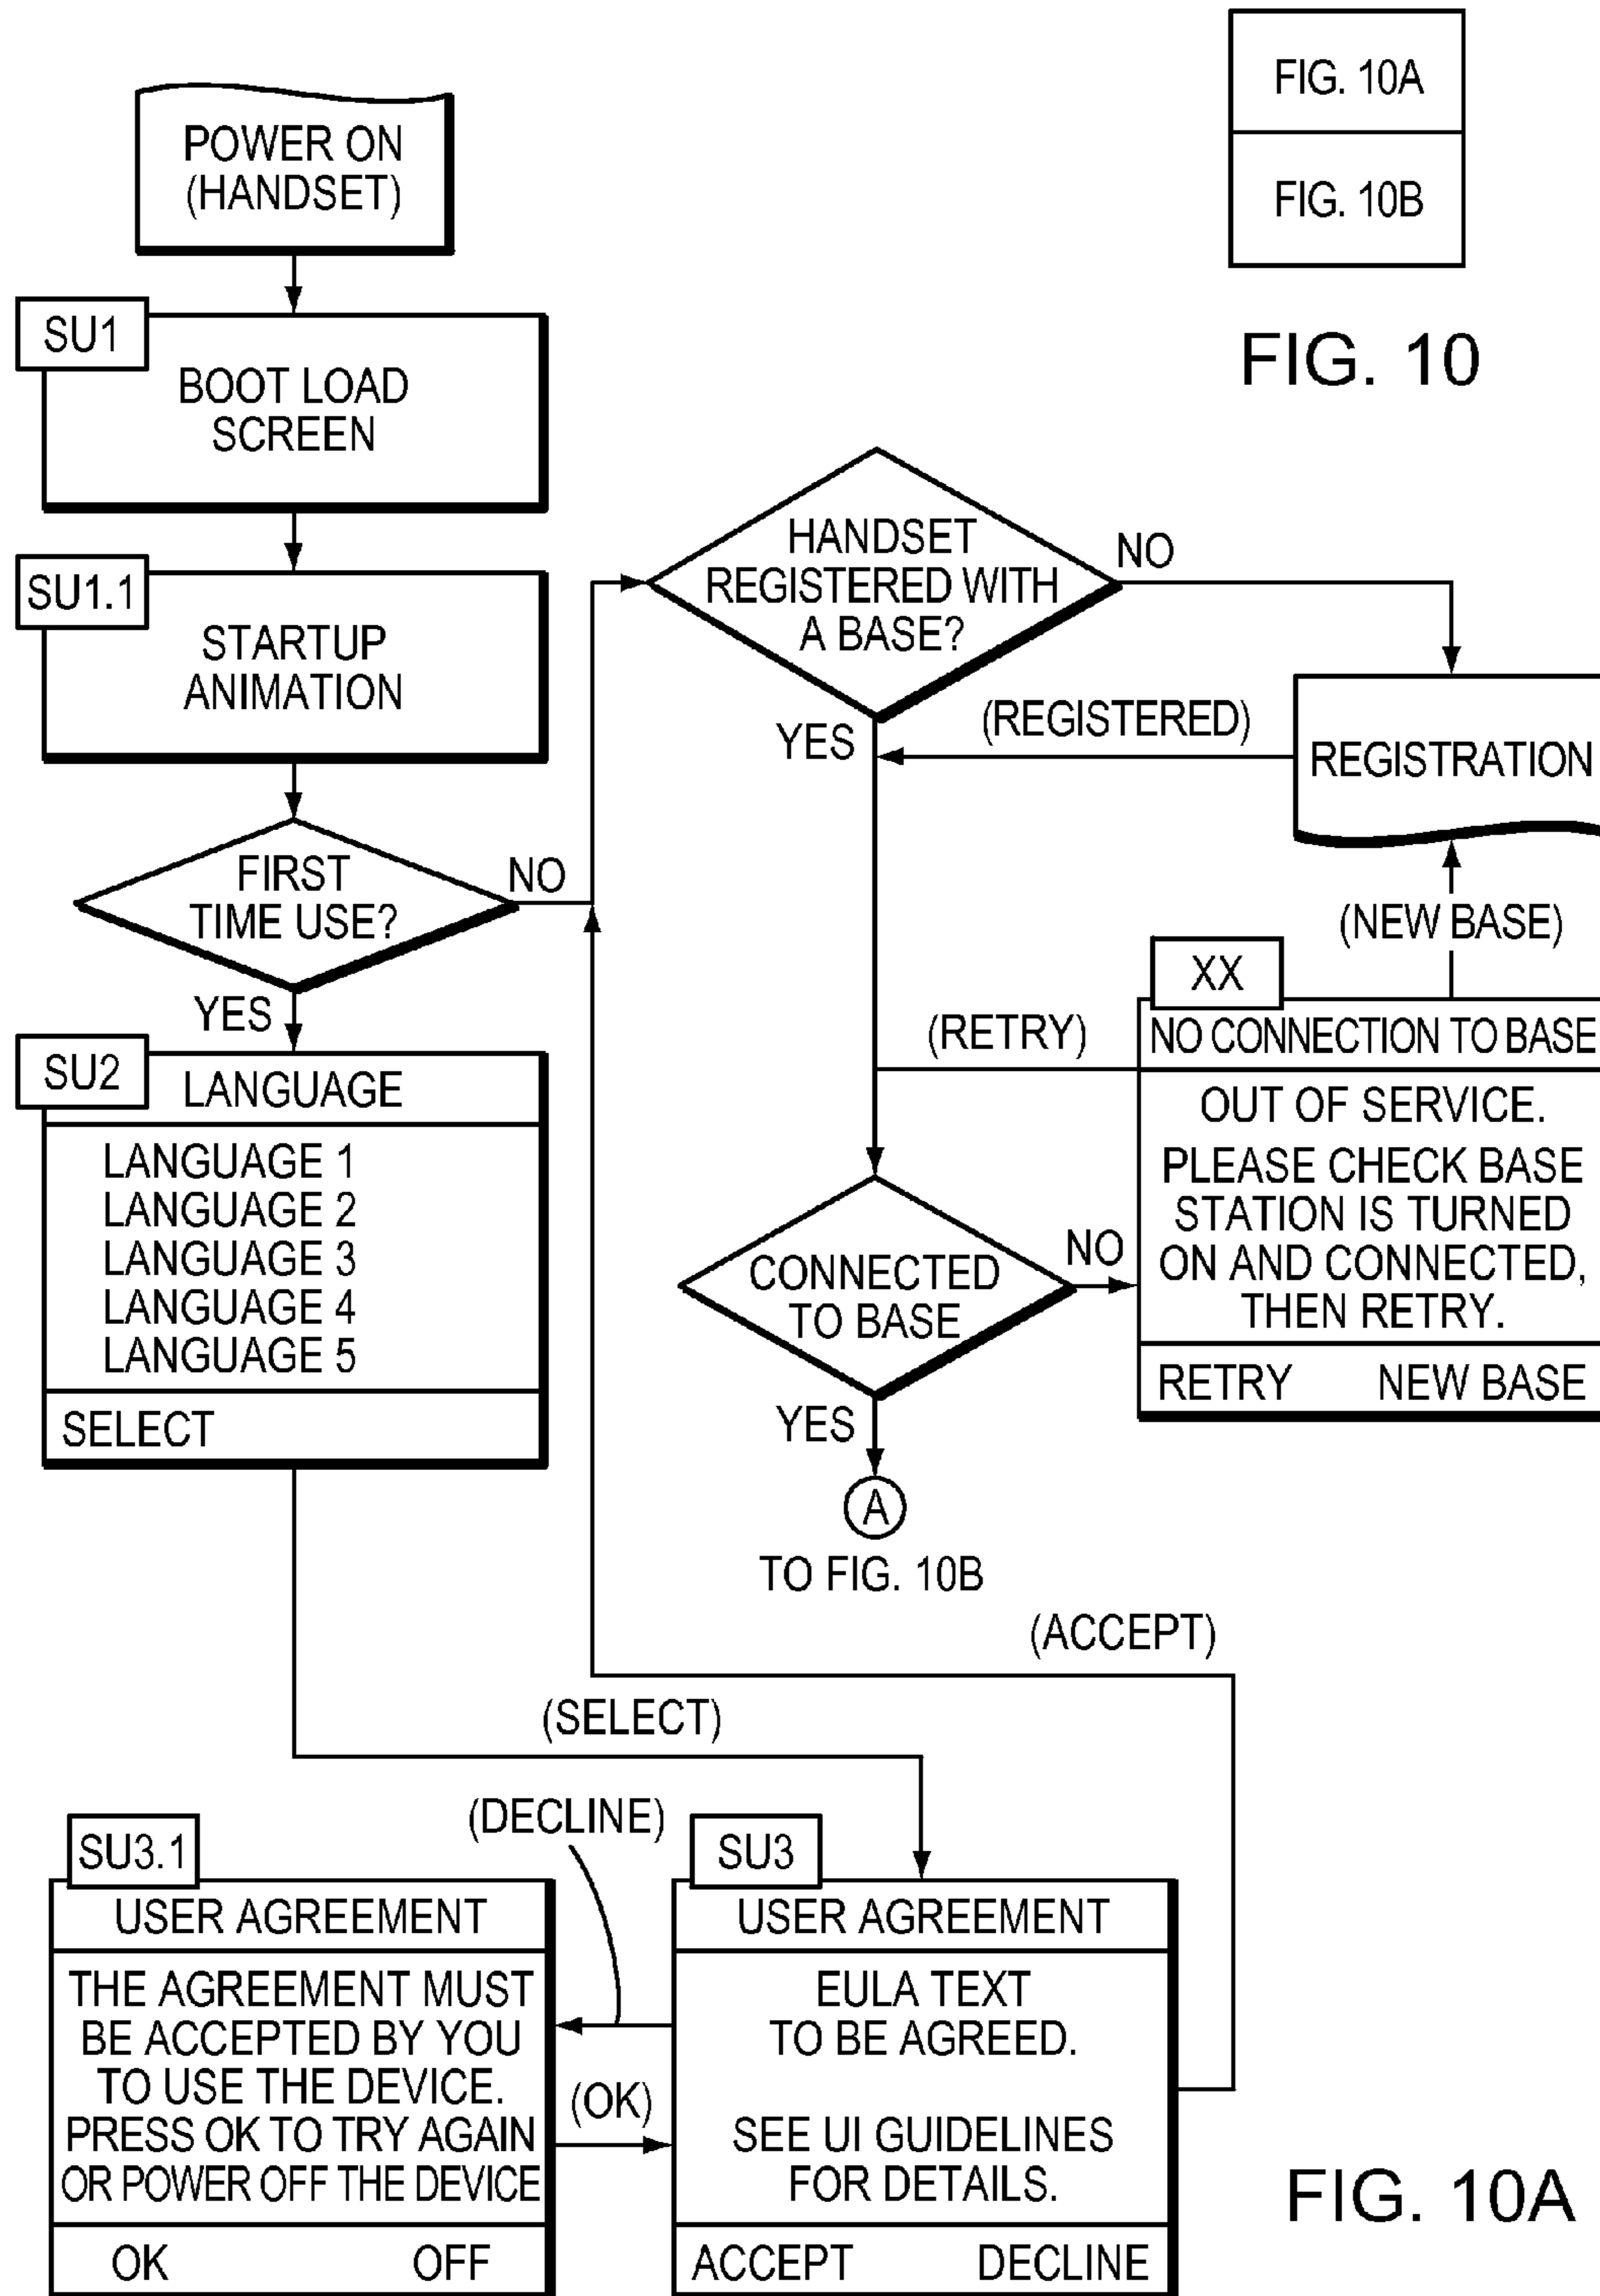 FIG. 10A
FIG. 10B
FIG. 10
POWER ON
(HANDSET)
SU1
BOOT LOAD
SCREEN
SU1.1
STARTUP
ANIMATION
FIRST
TIME USE?
NO
YES
SU2
LANGUAGE
LANGUAGE 1
LANGUAGE 2
LANGUAGE 3
LANGUAGE 4
LANGUAGE 5
SELECT
HANDSET
REGISTERED WITH
A BASE?
NO
YES
(REGISTERED)
REGISTRATION
(NEW BASE)
(RETRY)
XX
NO CONNECTION TO BASE
OUT OF SERVICE.
PLEASE CHECK BASE
STATION IS TURNED
ON AND CONNECTED,
THEN RETRY.
RETRY NEW BASE
CONNECTED
TO BASE
NO
YES
A
TO FIG. 10B
(ACCEPT)
(SELECT)
(DECLINE)
SU3.1
USER AGREEMENT
THE AGREEMENT MUST
BE ACCEPTED BY YOU
TO USE THE DEVICE.
PRESS OK TO TRY AGAIN
OR POWER OFF THE DEVICE
OK OFF
(OK)
SU3
USER AGREEMENT
EULA TEXT
TO BE AGREED.
SEE UI GUIDELINES
FOR DETAILS.
ACCEPT DECLINE
FIG. 10A